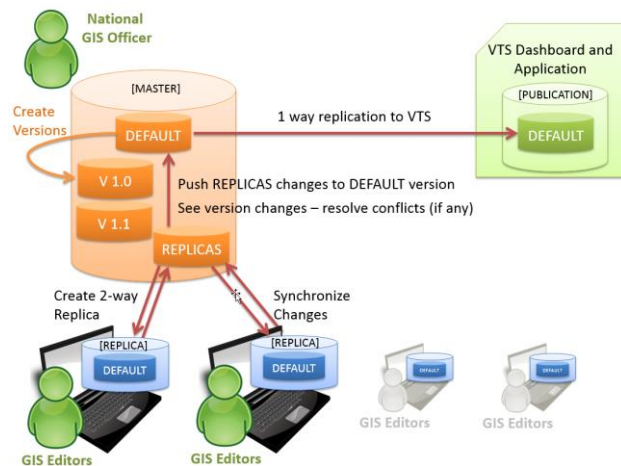 National
GIS Officer
VTS Dashboard and
Application
[MASTER]
[PUBLICATION]
Create
Versions
DEFAULT
1 way replication to VTS
DEFAULT
V 1.0
Push REPLICAS changes to DEFAULT version
See version changes – resolve conflicts (if any)
V 1.1
REPLICAS
Create 2-way
Replica
Synchronize
Changes
[REPLICA]
DEFAULT
[REPLICA]
DEFAULT
DEFAULT
DEFAULT
GIS Editors
GIS Editors
GIS Editors
GIS Editors